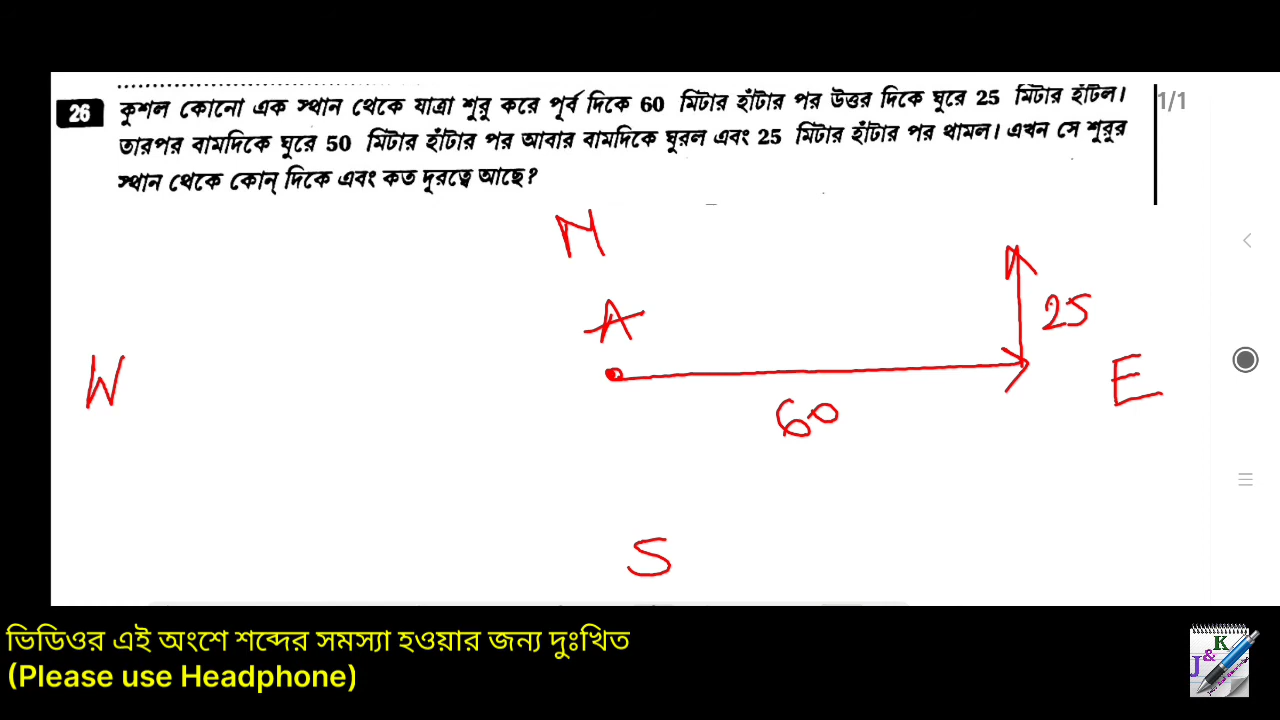 26 কুশল কোনো এক স্থান থেকে যাত্রা শুরু করে পূর্ব দিকে 60 মিটার হাঁটার পর উত্তর দিকে ঘুরে 25 মিটার হাঁটল।
1/1
তারপর বামদিকে ঘুরে 50 মিটার হাঁটার পর আবার বামদিকে ঘুরল এবং 25 মিটার হাঁটার পর থামল। এখন সে শুরুর
স্থান থেকে কোন্ দিকে এবং কত দূরত্বে আছে?
N
A
25
W
E
60
S
ভিডিওর এই অংশে শব্দের সমস্যা হওয়ার জন্য দুঃখিত
(Please use Headphone)
J & K